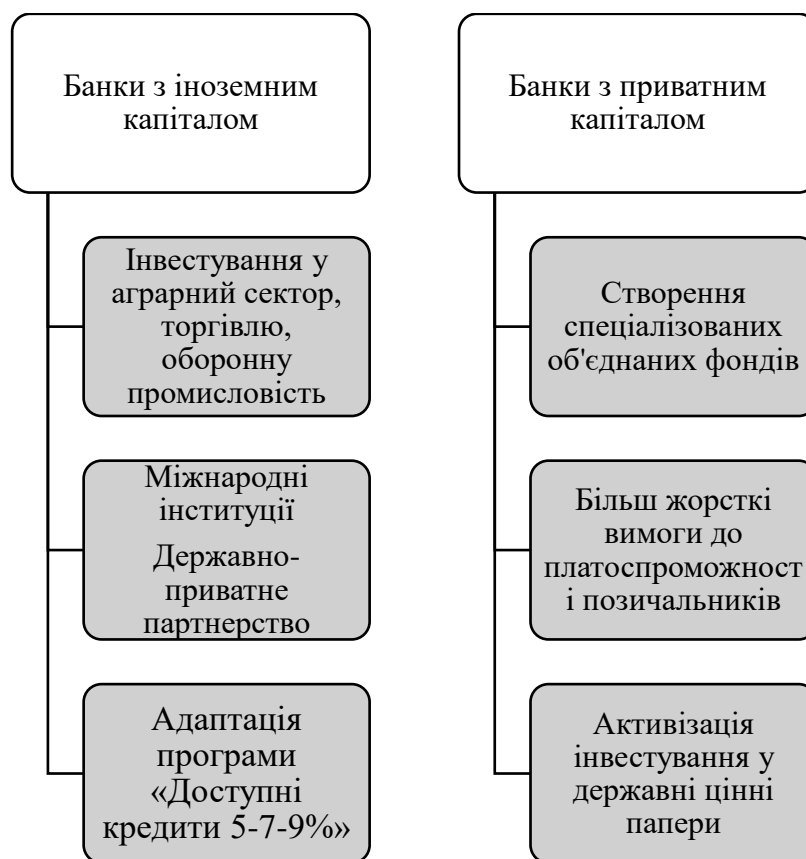 Банки з іноземним
капіталом
Інвестування у
аграрний сектор,
торгівлю,
оборонну
промисловість
Міжнародні
інституції
Державно-
приватне
партнерство
Адаптація
програми
«Доступні
кредити 5-7-9%»
Банки з приватним
капіталом
Створення
спеціалізованих
об'єднаних фондів
Більш жорсткі
вимоги до
платоспроможност
і позичальників
Активізація
інвестування у
державні цінні
папери